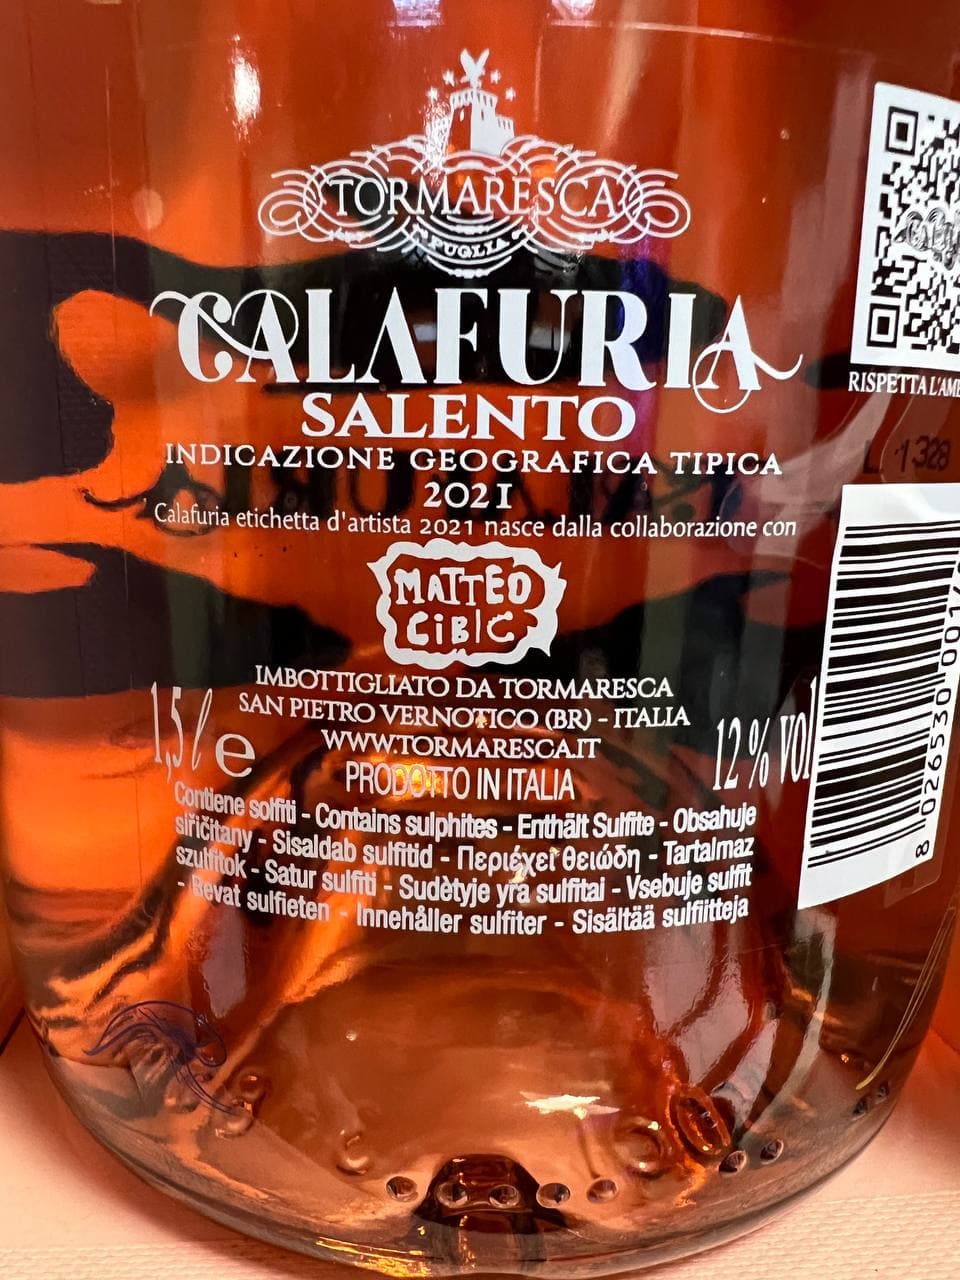 TORMARESCA
PUGLIA
CALAFURIA
SALENTO
INDICAZIONE GEOGRAFICA TIPICA
2021
Calafuria etichetta d'artista 2021 nasce dalla collaborazione con
MATTEO
CiBiC
IMBOTTIGLIATO DA TORMARESCA
SAN PIETRO VERNOTICO (BR) - ITALIA
WWW.TORMARESCA.IT
PRODOTTO IN ITALIA
1,5 l e
12% Vol
Contiene solfiti - Contains sulphites - Enthält Sulfite - Obsahuje
siřičitany - Sisaldab sulfitid - Περιέχει θειώδη - Tartalmaz
szulfitok - Satur sulfiti - Sudėtyje yra sulfitai - Vsebuje sulfit
- Bevat sulfieten - Innehåller sulfiter - Sisältää sulfiitteja
RISPETTA L'AMB
L 1328
8 026530 001